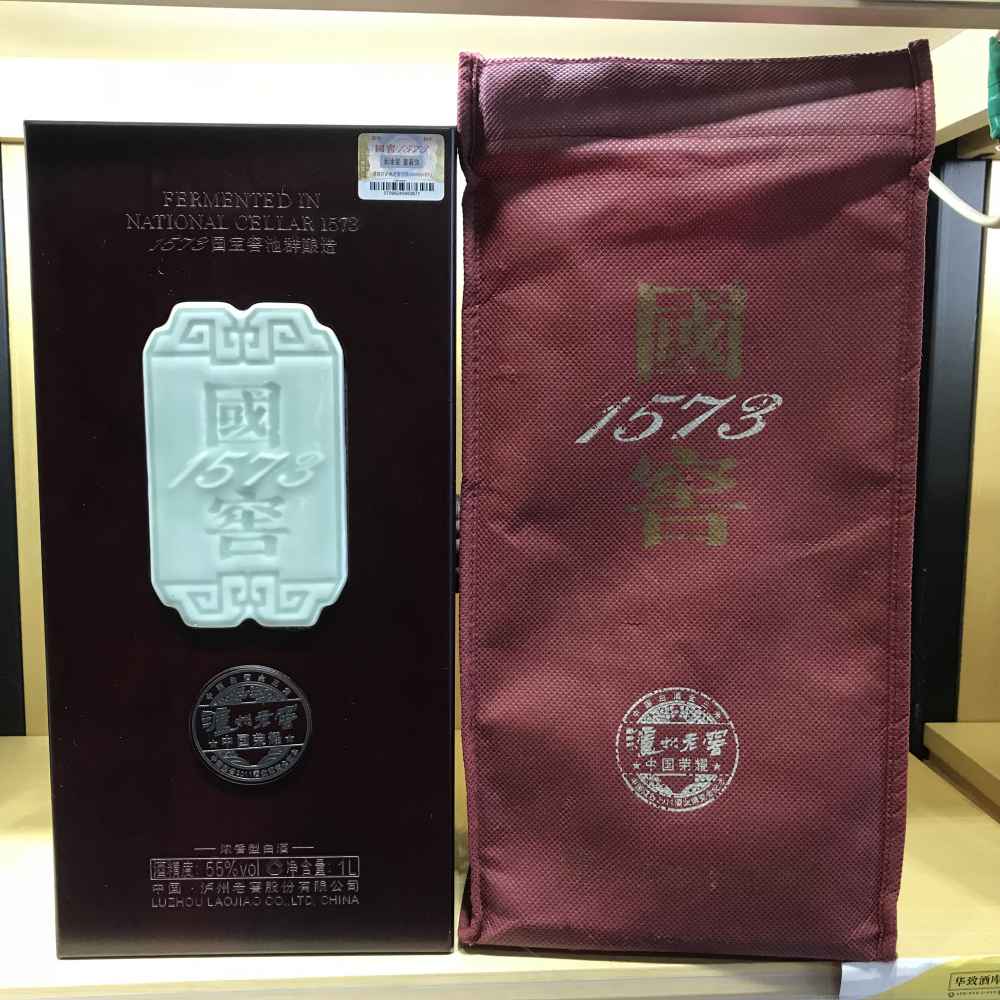 國窖1573
FERMENTED IN
NATIONAL CELLAR 1573
1573国宝窖池群酿造
國
1573
窖
泸州老窖
★中国荣耀★
浓香型白酒
酒精度：55%vol 净含量：1L
中国·泸州老窖股份有限公司
LUZHOU LAOJIAO CO.,LTD, CHINA
國
1573
窖
泸州老窖
★中国荣耀★
华致酒库